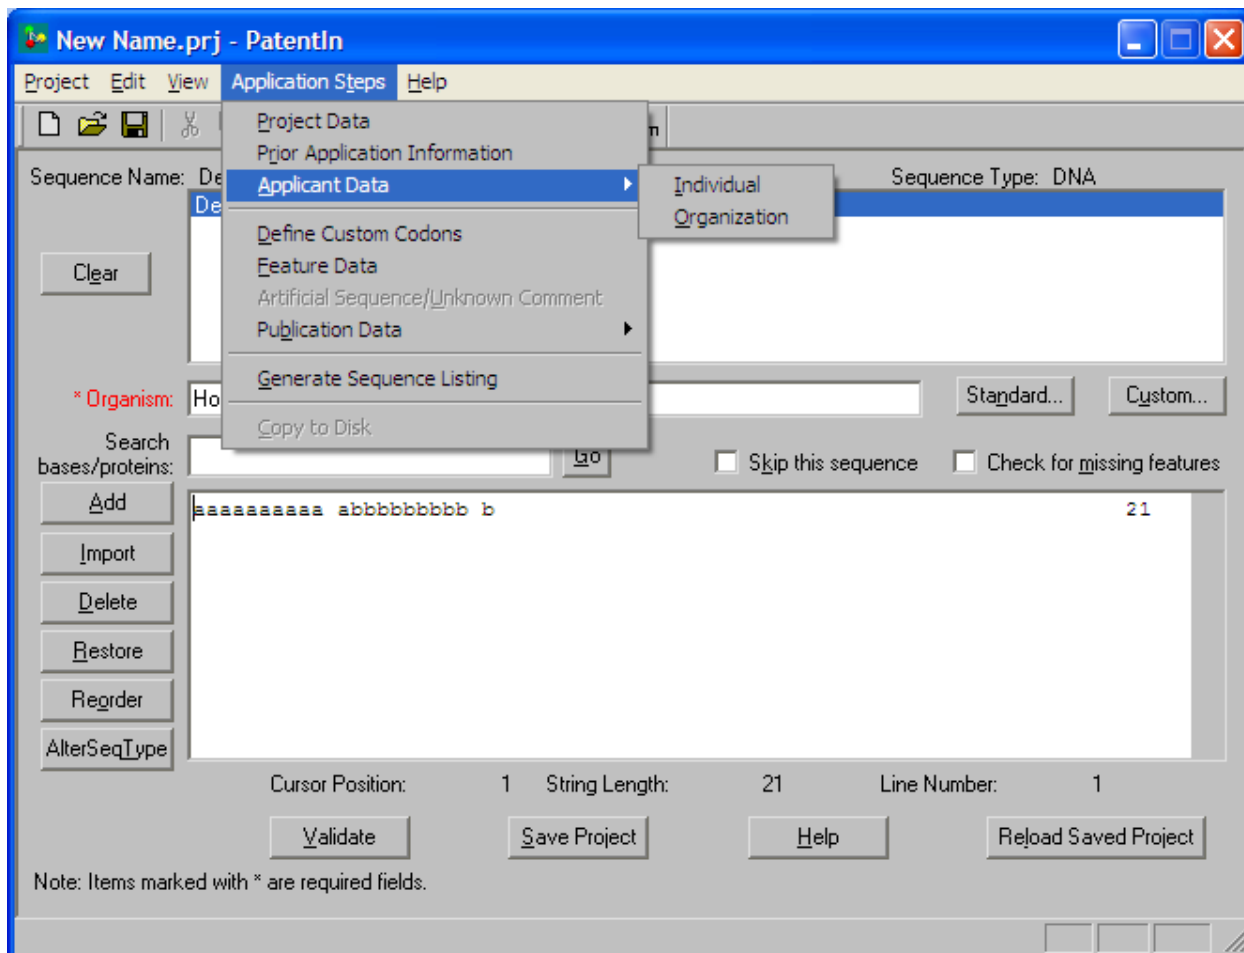 New Name.prj - PatentIn
Project Edit View Application Steps Help
Project Data
Prior Application Information
Applicant Data
Individual
Organization
Define Custom Codons
Feature Data
Artificial Sequence/Unknown Comment
Publication Data
Generate Sequence Listing
Copy to Disk
Sequence Name: De
Sequence Type: DNA
De
Clear
* Organism: Ho
Standard... Custom...
Search
bases/proteins:
Go
Skip this sequence Check for missing features
Add
aaaaaaaaaa abbbbbbbbb b 21
Import
Delete
Restore
Reorder
AlterSeqType
Cursor Position: 1 String Length: 21 Line Number: 1
Validate Save Project Help Reload Saved Project
Note: Items marked with * are required fields.